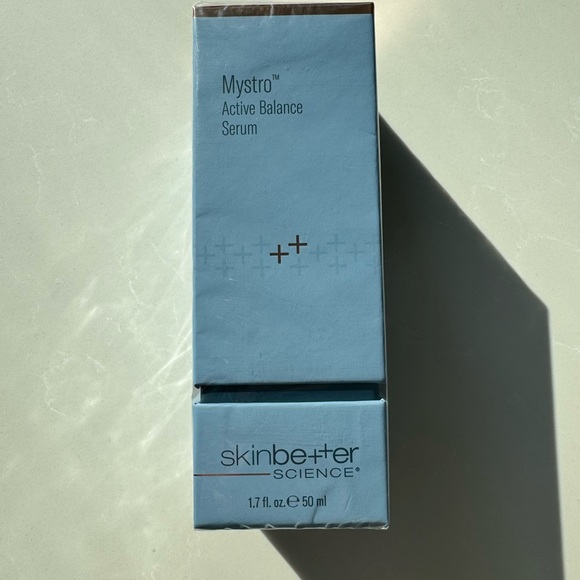 Mystro™
Active Balance
Serum
skinbetter
SCIENCE®
1.7 fl. oz. ℮ 50 ml